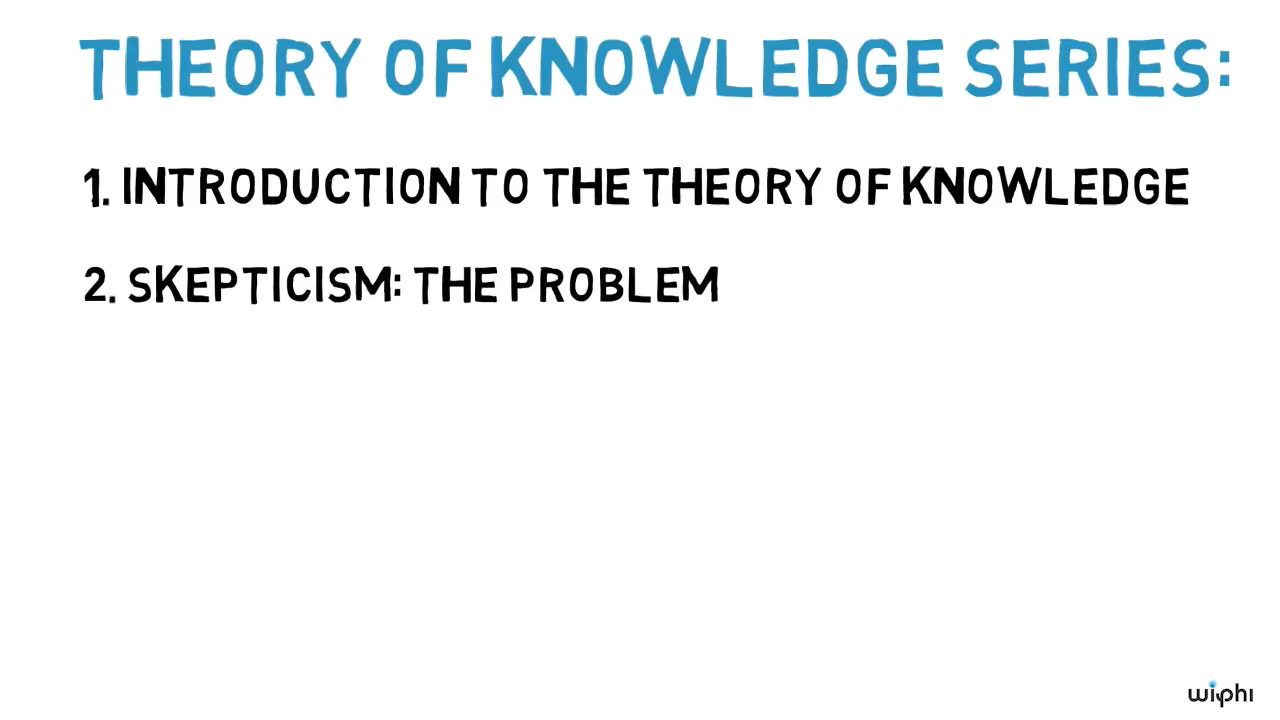 THEORY OF KNOWLEDGE SERIES:
1. INTRODUCTION TO THE THEORY OF KNOWLEDGE
2. SKEPTICISM: THE PROBLEM
wiphi